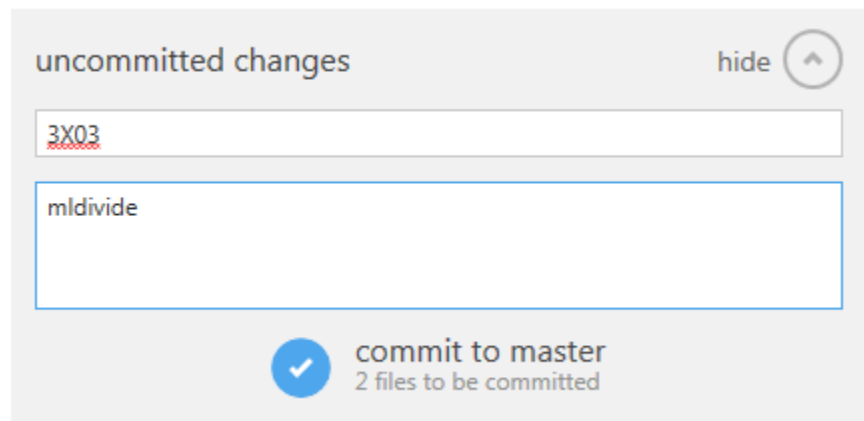 uncommitted changes
hide
3X03
mldivide
commit to master
2 files to be committed